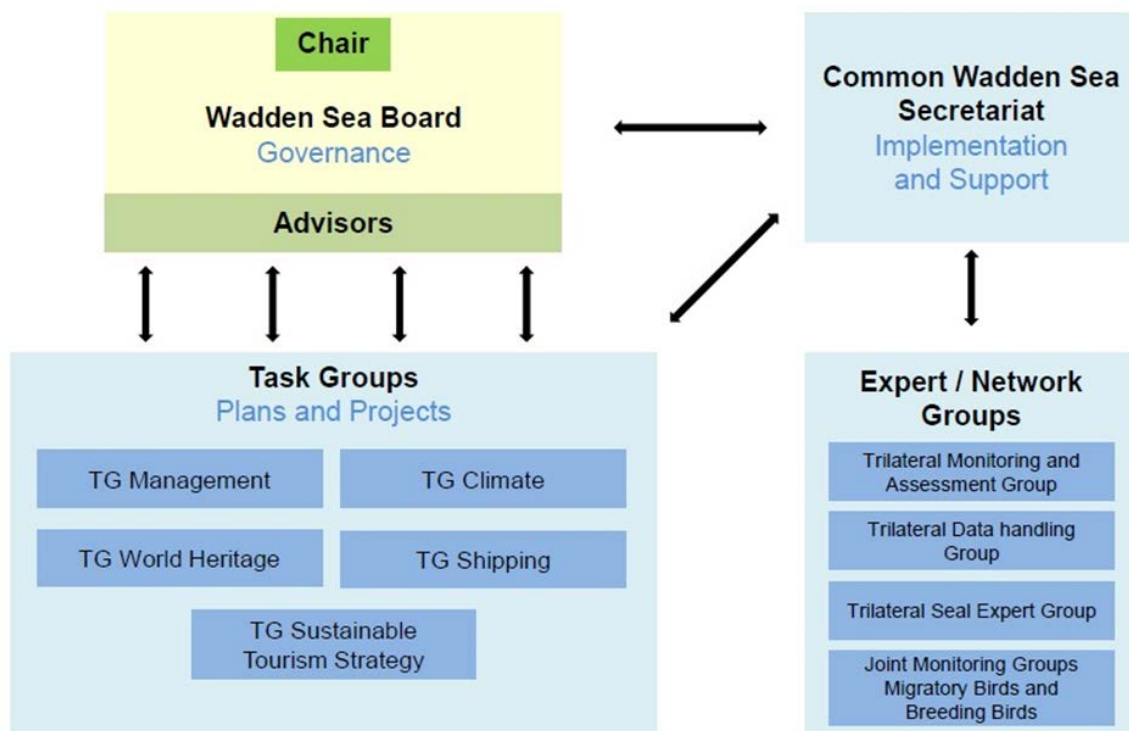 Chair
Wadden Sea Board
Governance
Advisors
Common Wadden Sea
Secretariat
Implementation
and Support
Task Groups
Plans and Projects
TG Management
TG Climate
TG World Heritage
TG Shipping
TG Sustainable
Tourism Strategy
Expert / Network
Groups
Trilateral Monitoring and
Assessment Group
Trilateral Data handling
Group
Trilateral Seal Expert Group
Joint Monitoring Groups
Migratory Birds and
Breeding Birds